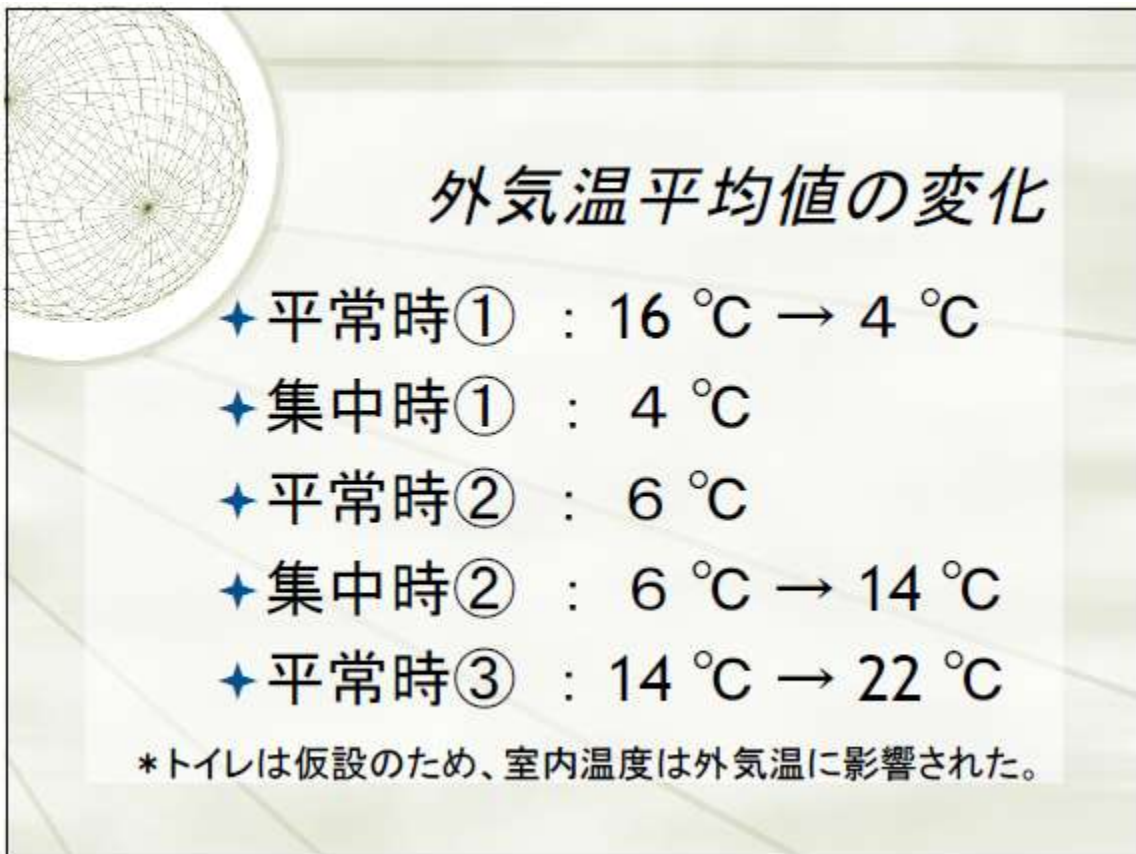 外気温平均値の変化
平常時① : 16 ℃ → 4 ℃
集中時① : 4 ℃
平常時② : 6 ℃
集中時② : 6 ℃ → 14 ℃
平常時③ : 14 ℃ → 22 ℃
*トイレは仮設のため、室内温度は外気温に影響された。